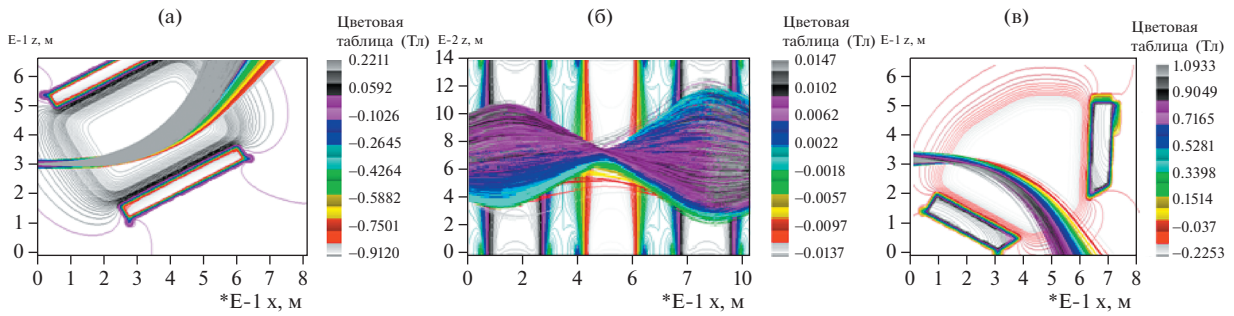 (а)
E-1 z, м
6
5
4
3
2
1
0
0 1 2 3 4 5 6 7 8
*E-1 x, м
Цветовая
таблица (Тл)
0.2211
0.0592
−0.1026
−0.2645
−0.4264
−0.5882
−0.7501
−0.9120
(б)
E-2 z, м
14
12
10
8
6
4
2
0
0 2 4 6 7 10
*E-1 x, м
Цветовая
таблица (Тл)
0.0147
0.0102
0.0062
0.0022
−0.0018
−0.0057
−0.0097
−0.0137
(в)
E-1 z, м
6
5
4
3
2
1
0
0 1 2 3 4 5 6 7 8
*E-1 x, м
Цветовая
таблица (Тл)
1.0933
0.9049
0.7165
0.5281
0.3398
0.1514
−0.037
−0.2253